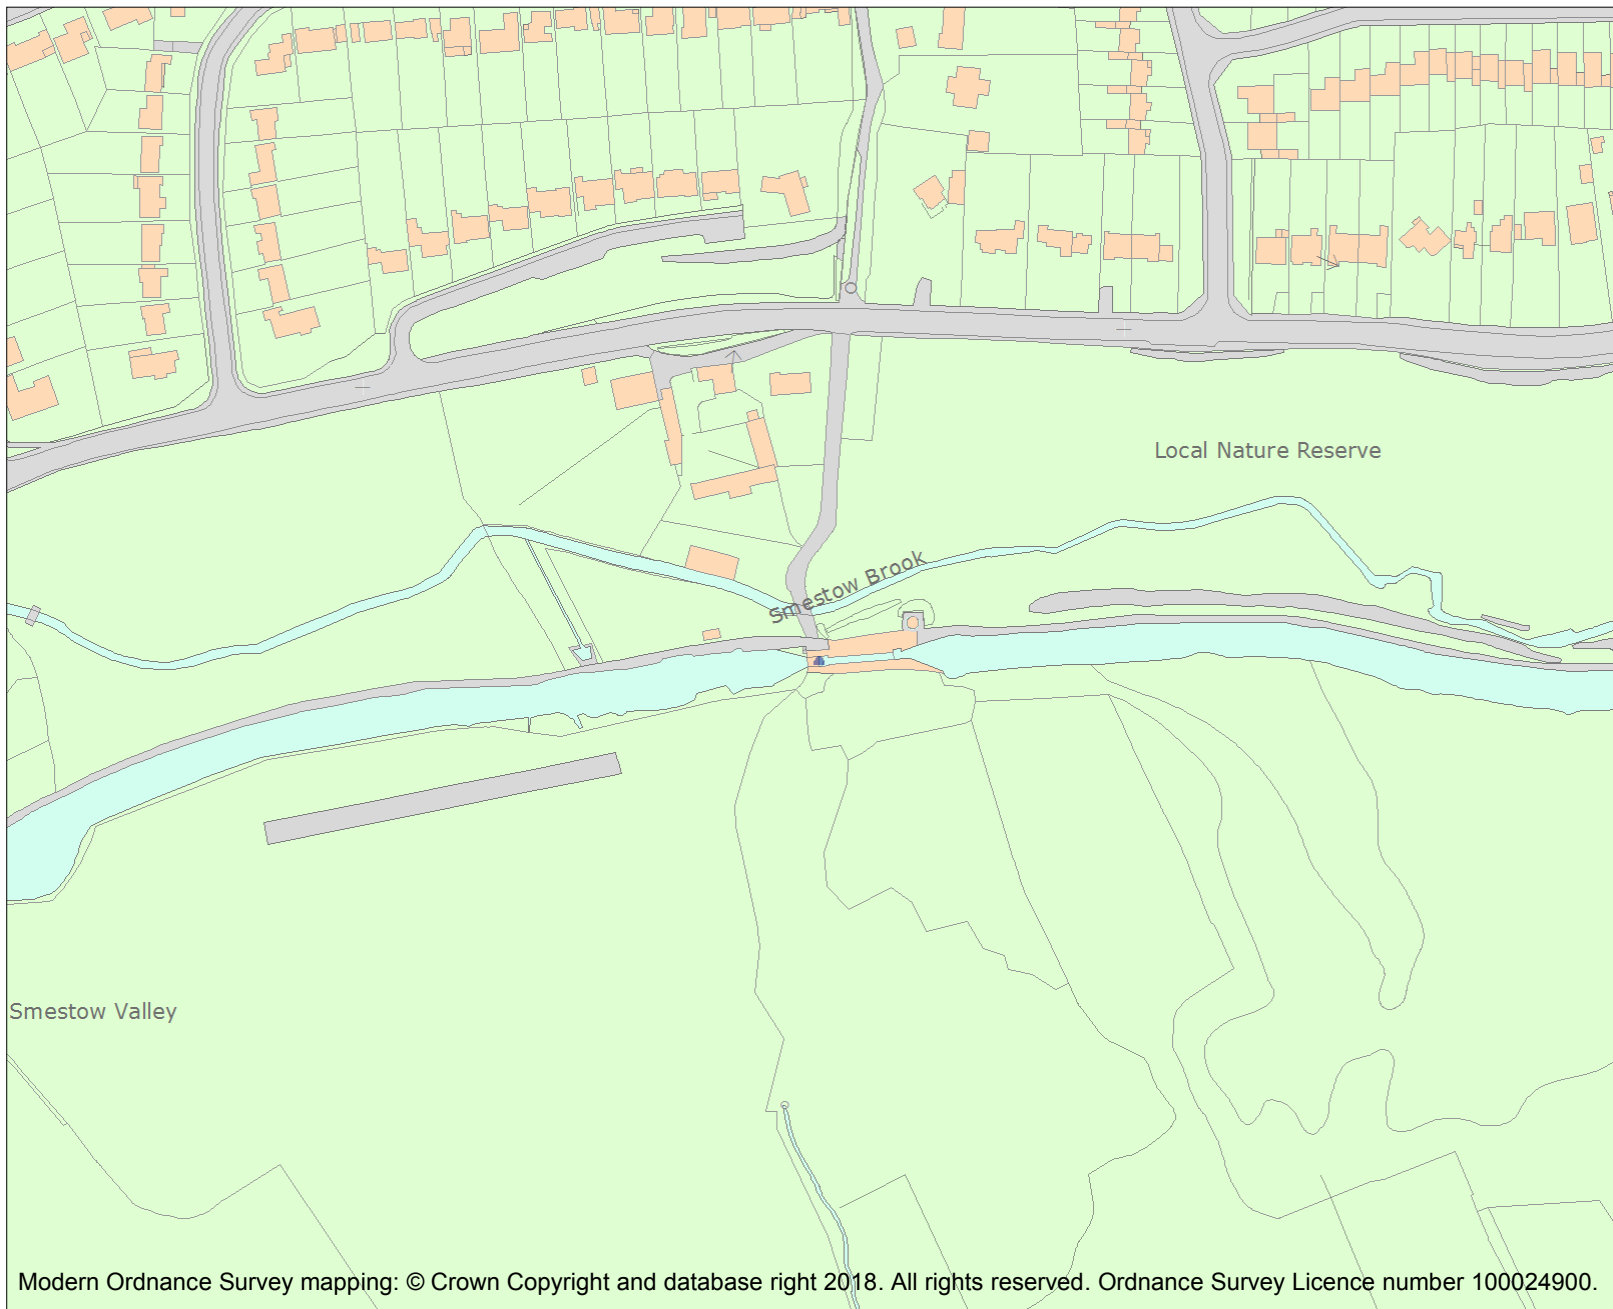 Local Nature Reserve
Smestow Brook
Smestow Valley
Modern Ordnance Survey mapping: © Crown Copyright and database right 2018. All rights reserved. Ordnance Survey Licence number 100024900.